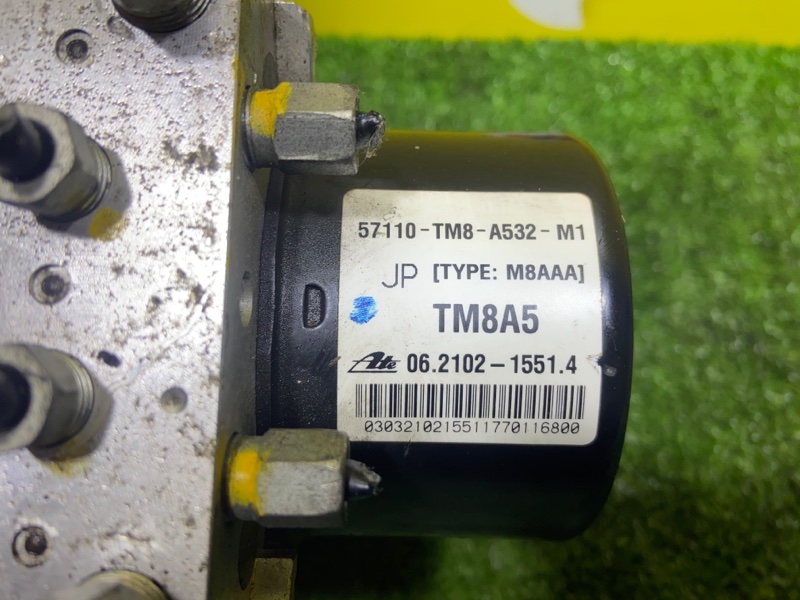 57110-TM8-A532-M1
JP [TYPE: M8AAA]
TM8A5
Ate 06.2102-1551.4
0303210215511770116800